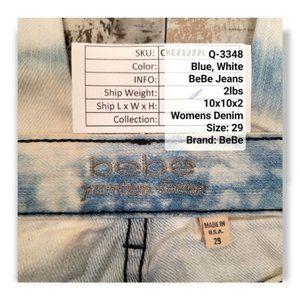 SKU: CKEZ1222L Q-3348
Color: Blue, White
INFO: BeBe Jeans
Ship Weight: 2lbs
Ship L x W x H: 10x10x2
Collection: Womens Denim
Size: 29
Brand: BeBe
bebe
premium denim
MADE IN
U.S.A.
29